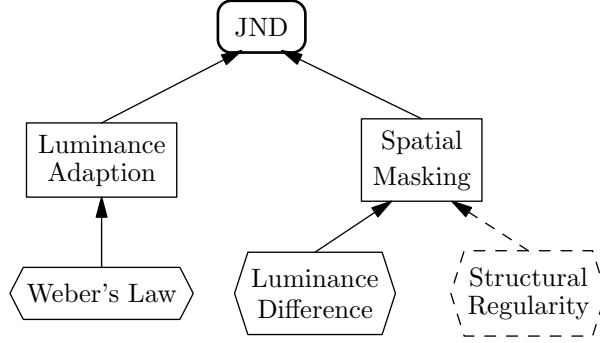 JND
Luminance
Adaption
Spatial
Masking
Weber's Law
Luminance
Difference
Structural
Regularity